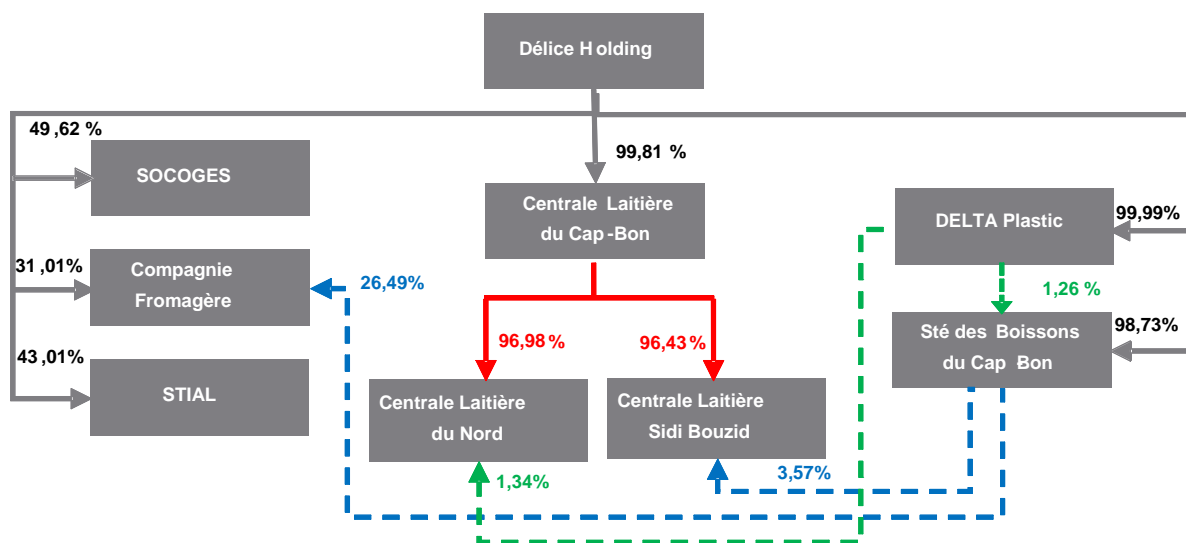 Délice Holding
49,62 %
99,81 %
SOCOGES
Centrale Laitière
du Cap-Bon
DELTA Plastic
99,99%
31,01%
Compagnie
Fromagère
26,49%
1,26 %
96,98 %
96,43 %
Sté des Boissons
du Cap Bon
98,73%
43,01%
STIAL
Centrale Laitière
du Nord
Centrale Laitière
Sidi Bouzid
1,34%
3,57%